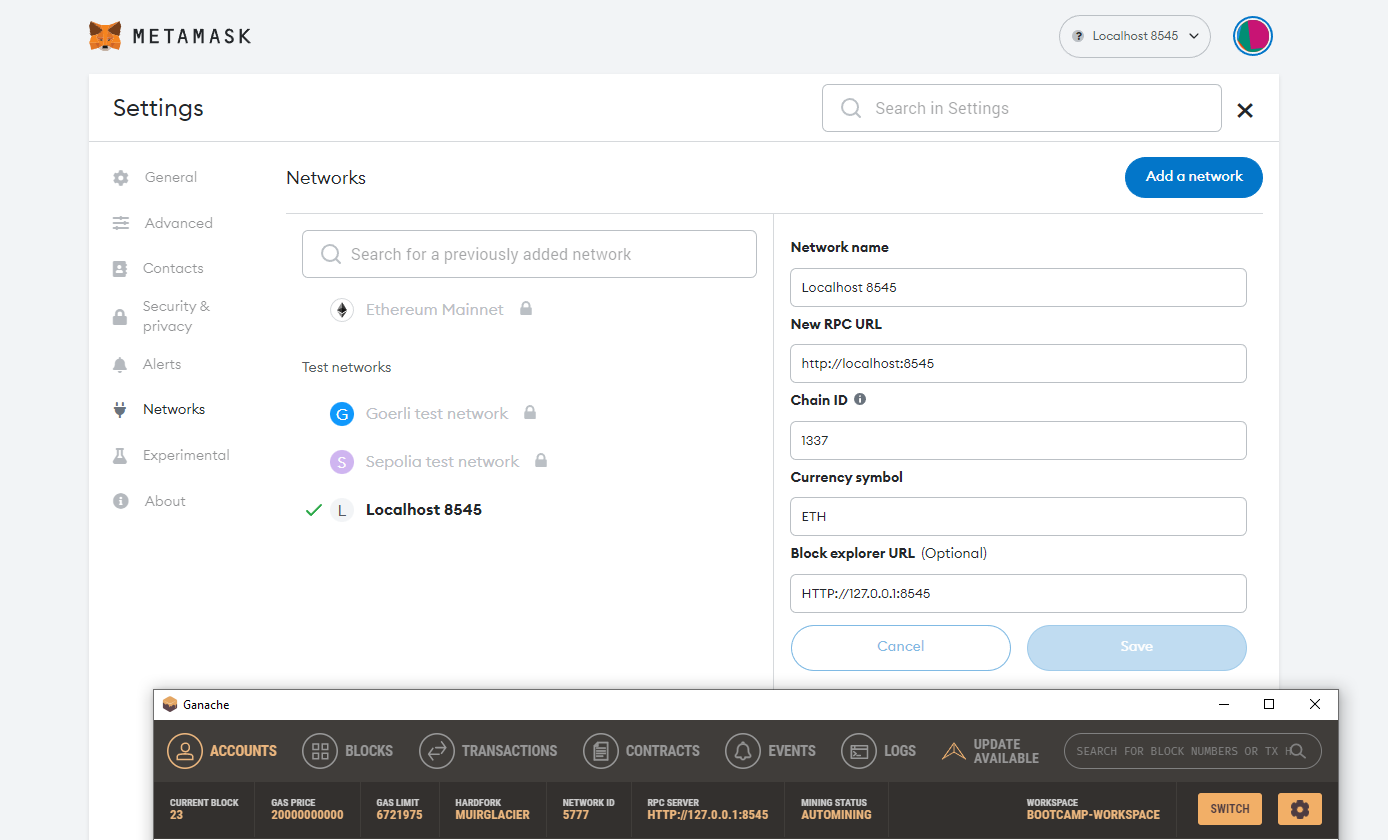 METAMASK
Localhost 8545
Settings
Search in Settings
General
Advanced
Contacts
Security &
privacy
Alerts
Networks
Experimental
About
Networks
Add a network
Search for a previously added network
Ethereum Mainnet
Test networks
G Goerli test network
S Sepolia test network
L Localhost 8545
Network name
Localhost 8545
New RPC URL
http://localhost:8545
Chain ID
1337
Currency symbol
ETH
Block explorer URL (Optional)
HTTP://127.0.0.1:8545
Cancel
Save
Ganache
ACCOUNTS
BLOCKS
TRANSACTIONS
CONTRACTS
EVENTS
LOGS
UPDATE
AVAILABLE
SEARCH FOR BLOCK NUMBERS OR TX H
CURRENT BLOCK
23
GAS PRICE
20000000000
GAS LIMIT
6721975
HARDFORK
MUIRGLACIER
NETWORK ID
5777
RPC SERVER
HTTP://127.0.0.1:8545
MINING STATUS
AUTOMINING
WORKSPACE
BOOTCAMP-WORKSPACE
SWITCH